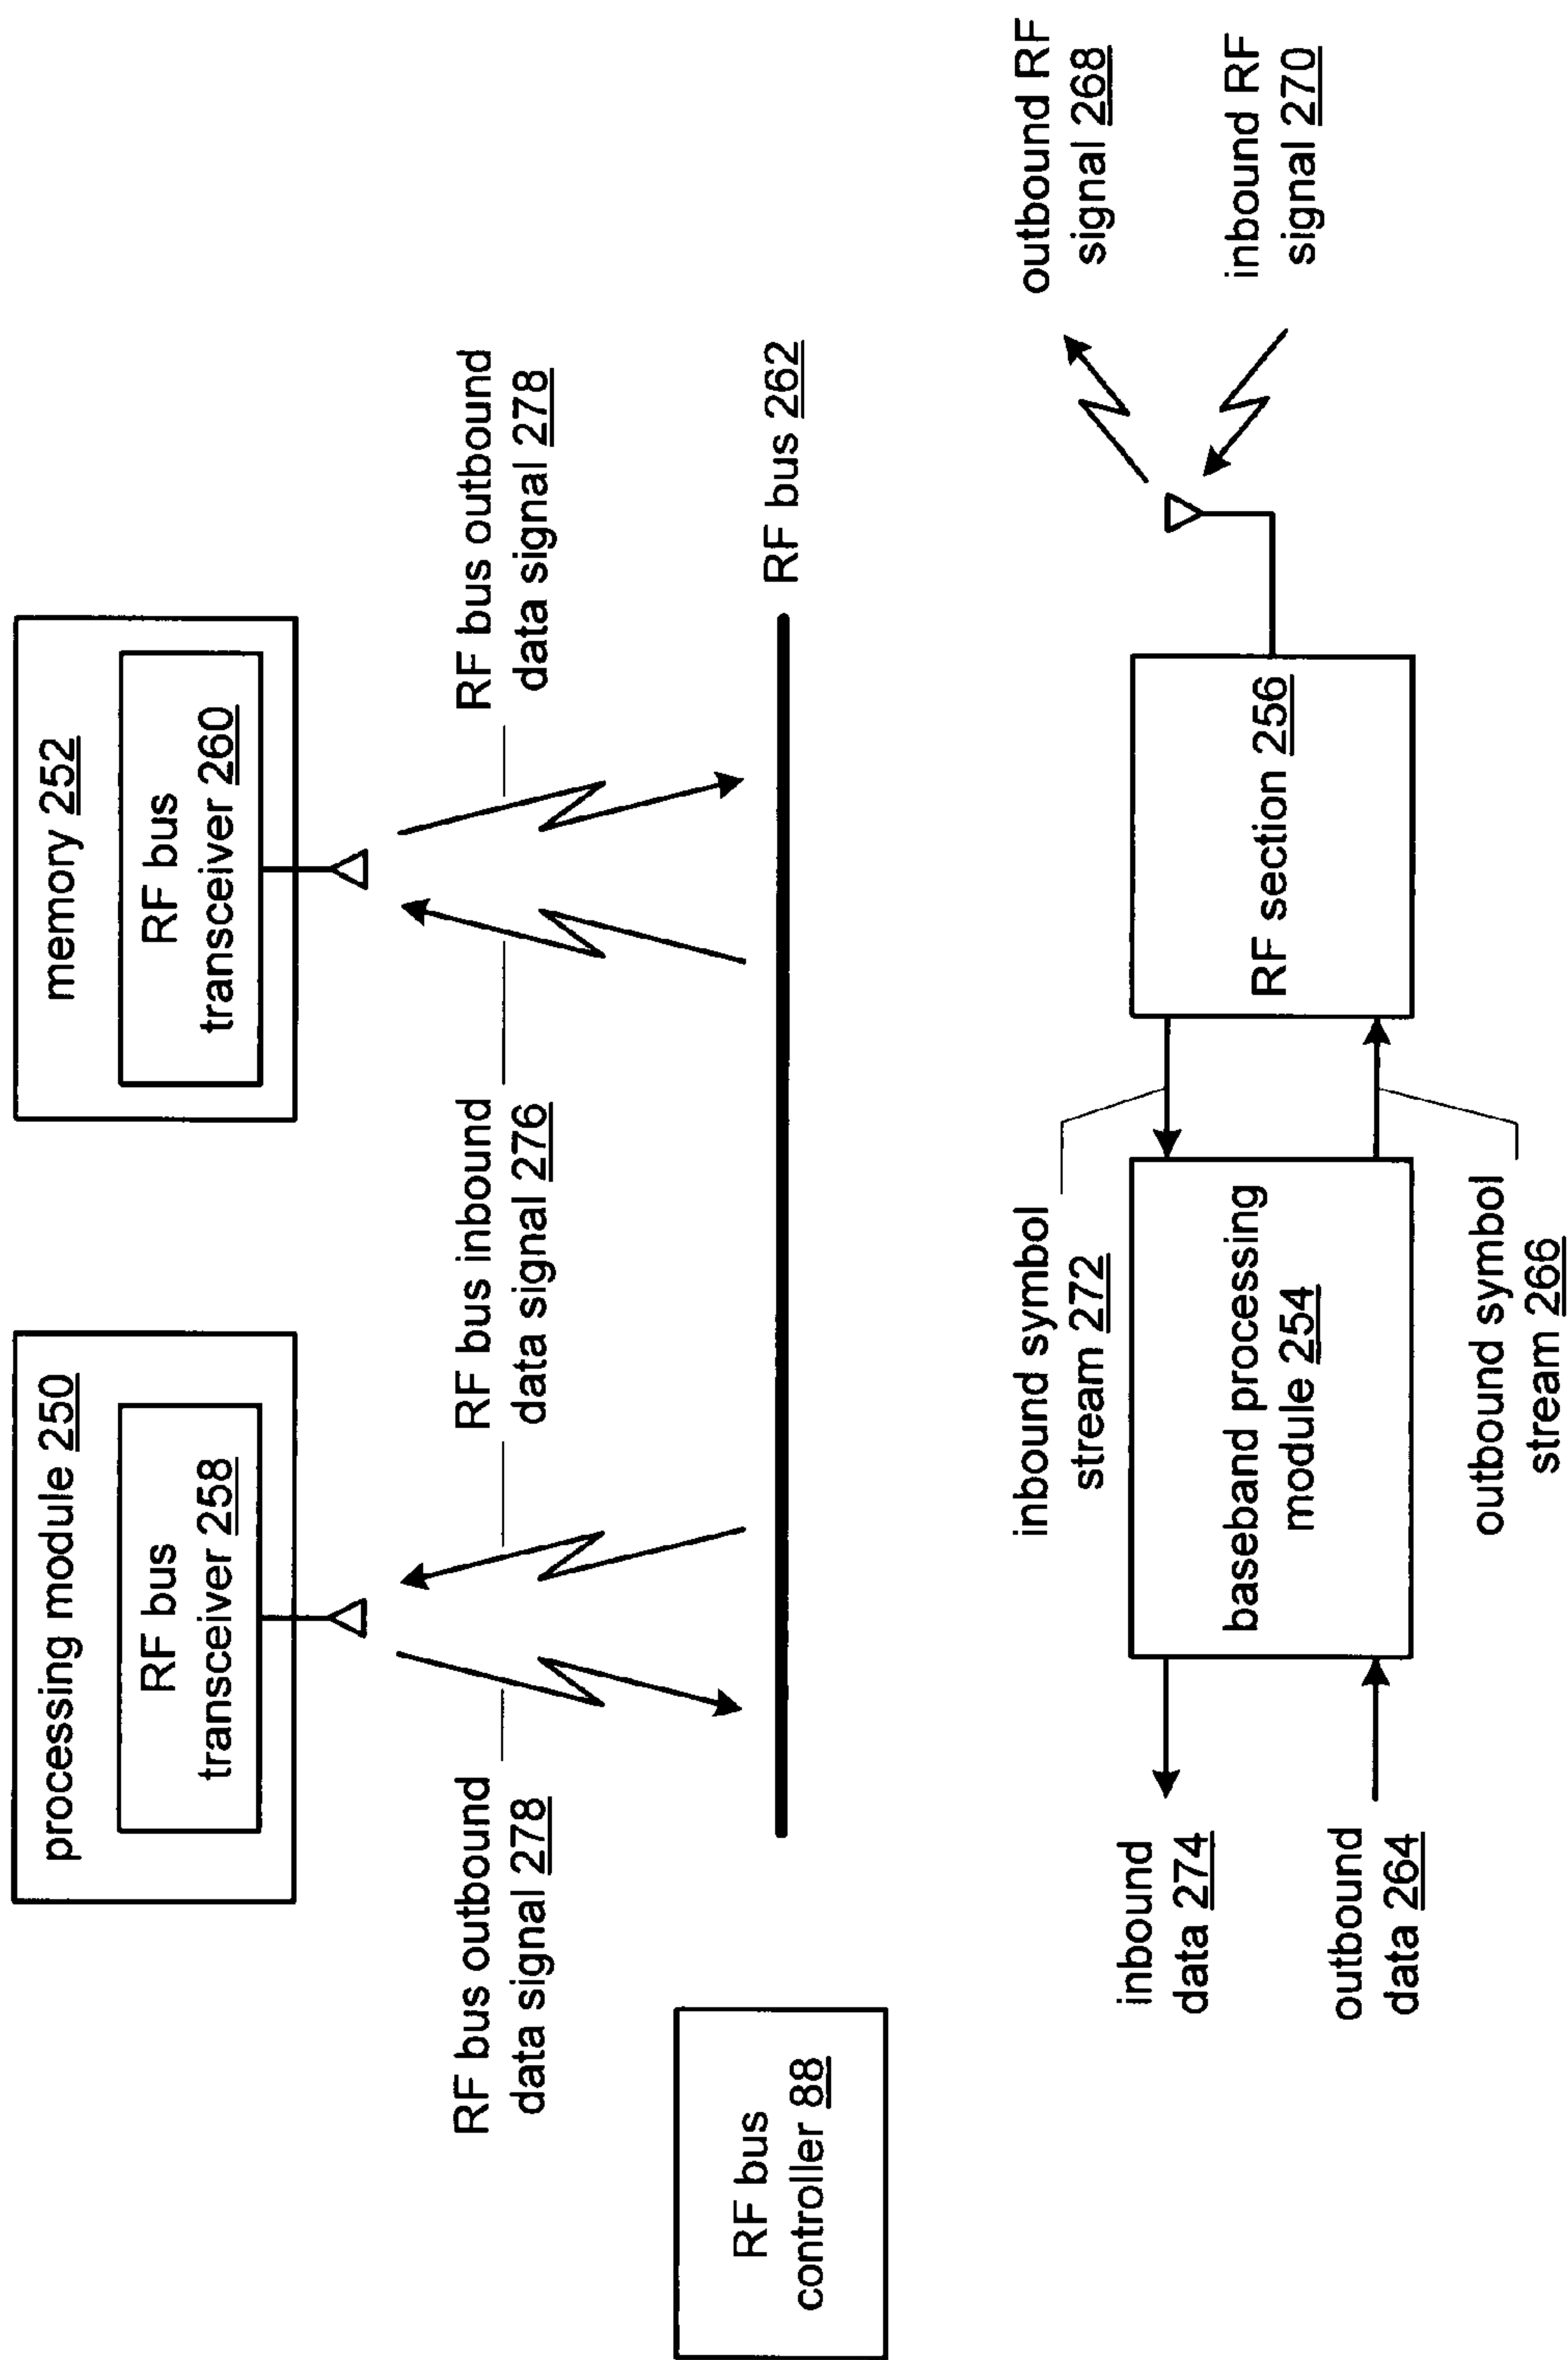 processing module 250
RF bus
transceiver 258
memory 252
RF bus
transceiver 260
RF bus outbound
data signal 278
RF bus inbound
data signal 276
RF bus outbound
data signal 278
RF bus
controller 88
RF bus 262
inbound symbol
stream 272
outbound RF
signal 268
inbound
data 274
baseband processing
module 254
RF section 256
inbound RF
signal 270
outbound
data 264
outbound symbol
stream 266